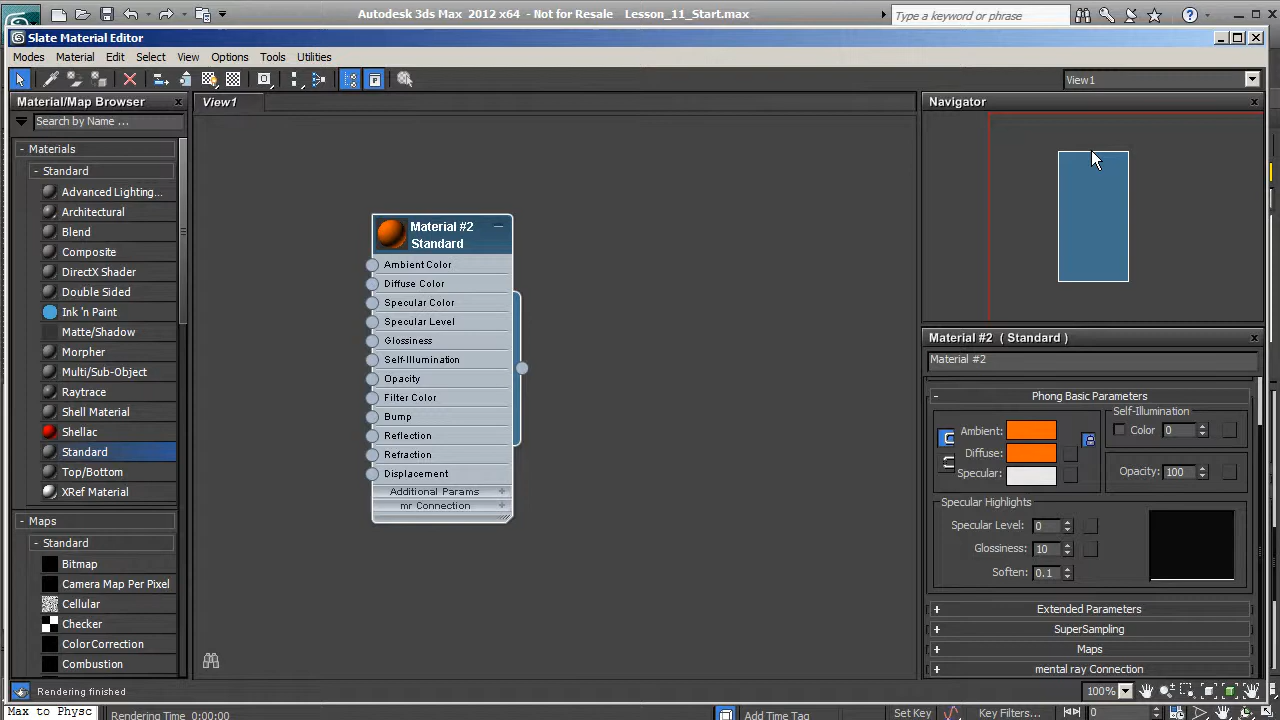 Autodesk 3ds Max 2012 x64 - Not for Resale Lesson_11_Start.max
Type a keyword or phrase
Slate Material Editor
Modes Material Edit Select View Options Tools Utilities
View1
Material/Map Browser
View1
Navigator
Search by Name ...
- Materials
- Standard
Advanced Lighting...
Architectural
Blend
Composite
DirectX Shader
Double Sided
Ink 'n Paint
Matte/Shadow
Morpher
Multi/Sub-Object
Raytrace
Shell Material
Shellac
Standard
Top/Bottom
XRef Material
- Maps
- Standard
Bitmap
Camera Map Per Pixel
Cellular
Checker
ColorCorrection
Combustion
Material #2
Standard
Ambient Color
Diffuse Color
Specular Color
Specular Level
Glossiness
Self-Illumination
Opacity
Filter Color
Bump
Reflection
Refraction
Displacement
Additional Params +
mr Connection +
Material #2 ( Standard )
Material #2
- Phong Basic Parameters
Self-Illumination
Ambient:
Color 0
Diffuse:
Specular:
Opacity: 100
Specular Highlights
Specular Level: 0
Glossiness: 10
Soften: 0.1
+ Extended Parameters
+ SuperSampling
+ Maps
+ mental ray Connection
Rendering finished
100%
Max to Physc
Rendering Time 0:00:00
Add Time Tag
Set Key
Key Filters...
0